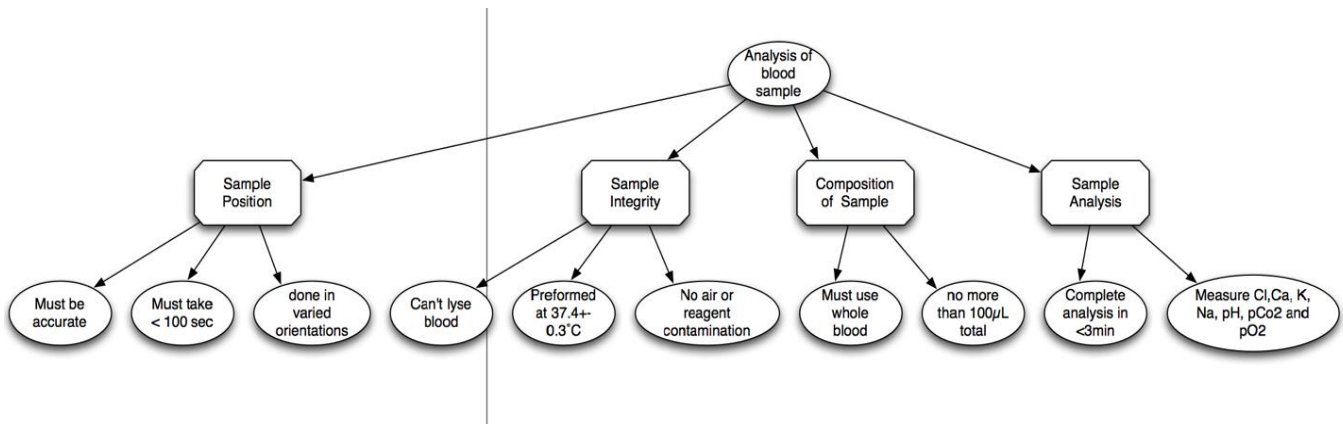 Analysis of
blood
sample
Sample
Position
Sample
Integrity
Composition
of Sample
Sample
Analysis
Must be
accurate
Must take
< 100 sec
done in
varied
orientations
Can't lyse
blood
Preformed
at 37.4+-
0.3˚C
No air or
reagent
contamination
Must use
whole
blood
no more
than 100µL
total
Complete
analysis in
<3min
Measure Cl,Ca, K,
Na, pH, pCo2 and
pO2